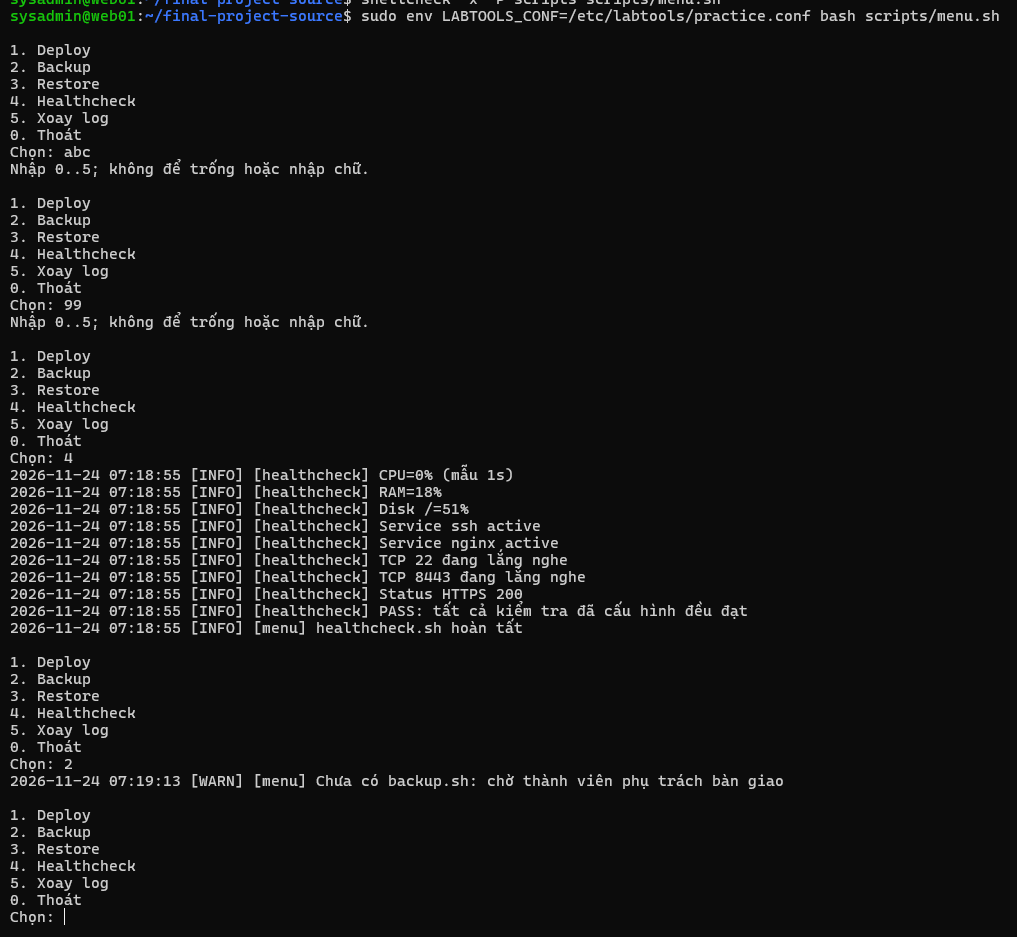 sysadmin@web01:~/final-project-source$ shellcheck -x -P scripts scripts/menu.sh
sysadmin@web01:~/final-project-source$ sudo env LABTOOLS_CONF=/etc/labtools/practice.conf bash scripts/menu.sh
1. Deploy
2. Backup
3. Restore
4. Healthcheck
5. Xoay log
0. Thoát
Chọn: abc
Nhập 0..5; không để trống hoặc nhập chữ.
1. Deploy
2. Backup
3. Restore
4. Healthcheck
5. Xoay log
0. Thoát
Chọn: 99
Nhập 0..5; không để trống hoặc nhập chữ.
1. Deploy
2. Backup
3. Restore
4. Healthcheck
5. Xoay log
0. Thoát
Chọn: 4
2026-11-24 07:18:55 [INFO] [healthcheck] CPU=0% (mẫu 1s)
2026-11-24 07:18:55 [INFO] [healthcheck] RAM=18%
2026-11-24 07:18:55 [INFO] [healthcheck] Disk /=51%
2026-11-24 07:18:55 [INFO] [healthcheck] Service ssh active
2026-11-24 07:18:55 [INFO] [healthcheck] Service nginx active
2026-11-24 07:18:55 [INFO] [healthcheck] TCP 22 đang lắng nghe
2026-11-24 07:18:55 [INFO] [healthcheck] TCP 8443 đang lắng nghe
2026-11-24 07:18:55 [INFO] [healthcheck] Status HTTPS 200
2026-11-24 07:18:55 [INFO] [healthcheck] PASS: tất cả kiểm tra đã cấu hình đều đạt
2026-11-24 07:18:55 [INFO] [menu] healthcheck.sh hoàn tất
1. Deploy
2. Backup
3. Restore
4. Healthcheck
5. Xoay log
0. Thoát
Chọn: 2
2026-11-24 07:19:13 [WARN] [menu] Chưa có backup.sh: chờ thành viên phụ trách bàn giao
1. Deploy
2. Backup
3. Restore
4. Healthcheck
5. Xoay log
0. Thoát
Chọn: